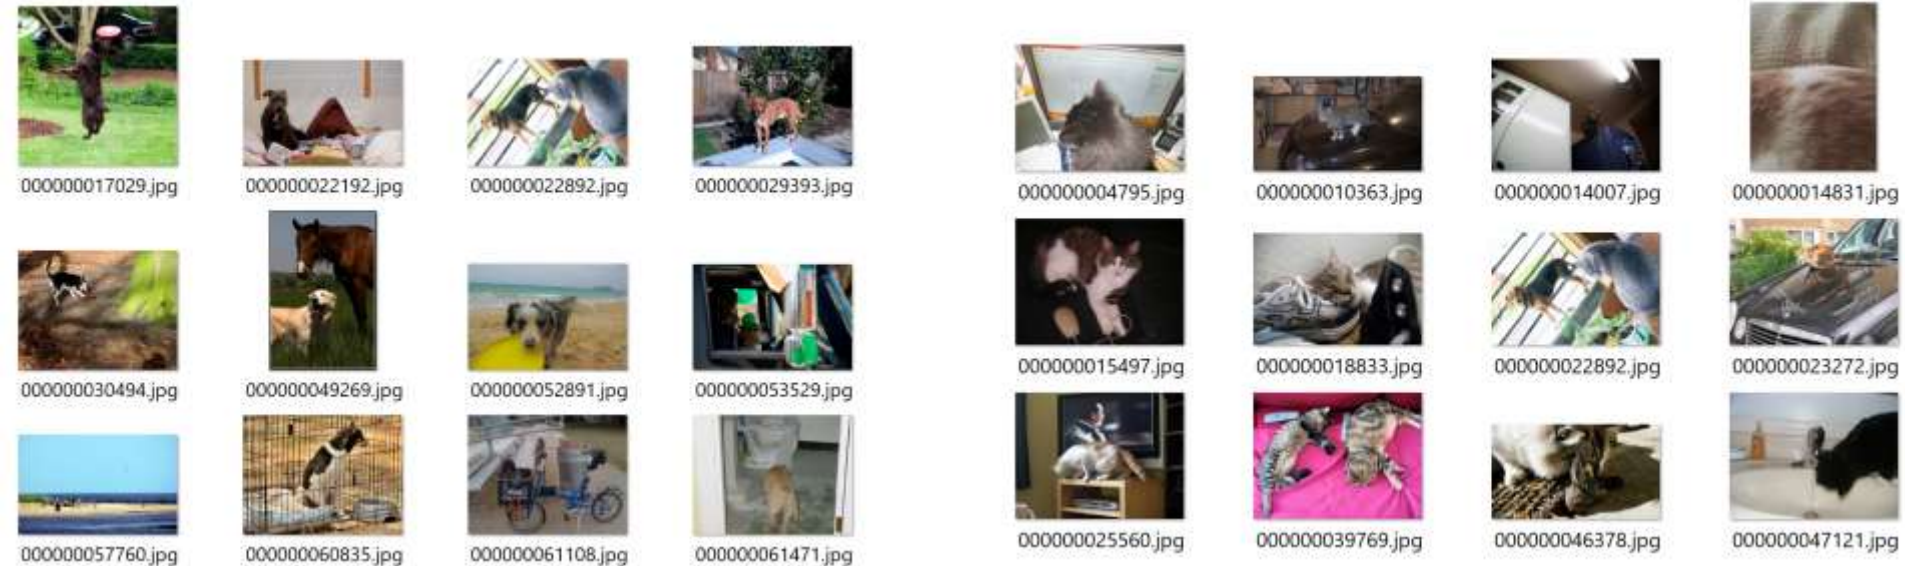 000000017029.jpg 000000022192.jpg 000000022892.jpg 000000029393.jpg
000000030494.jpg 000000049269.jpg 000000052891.jpg 000000053529.jpg
000000057760.jpg 000000060835.jpg 000000061108.jpg 000000061471.jpg
000000004795.jpg 000000010363.jpg 000000014007.jpg 000000014831.jpg
000000015497.jpg 000000018833.jpg 000000022892.jpg 000000023272.jpg
000000025560.jpg 000000039769.jpg 000000046378.jpg 000000047121.jpg